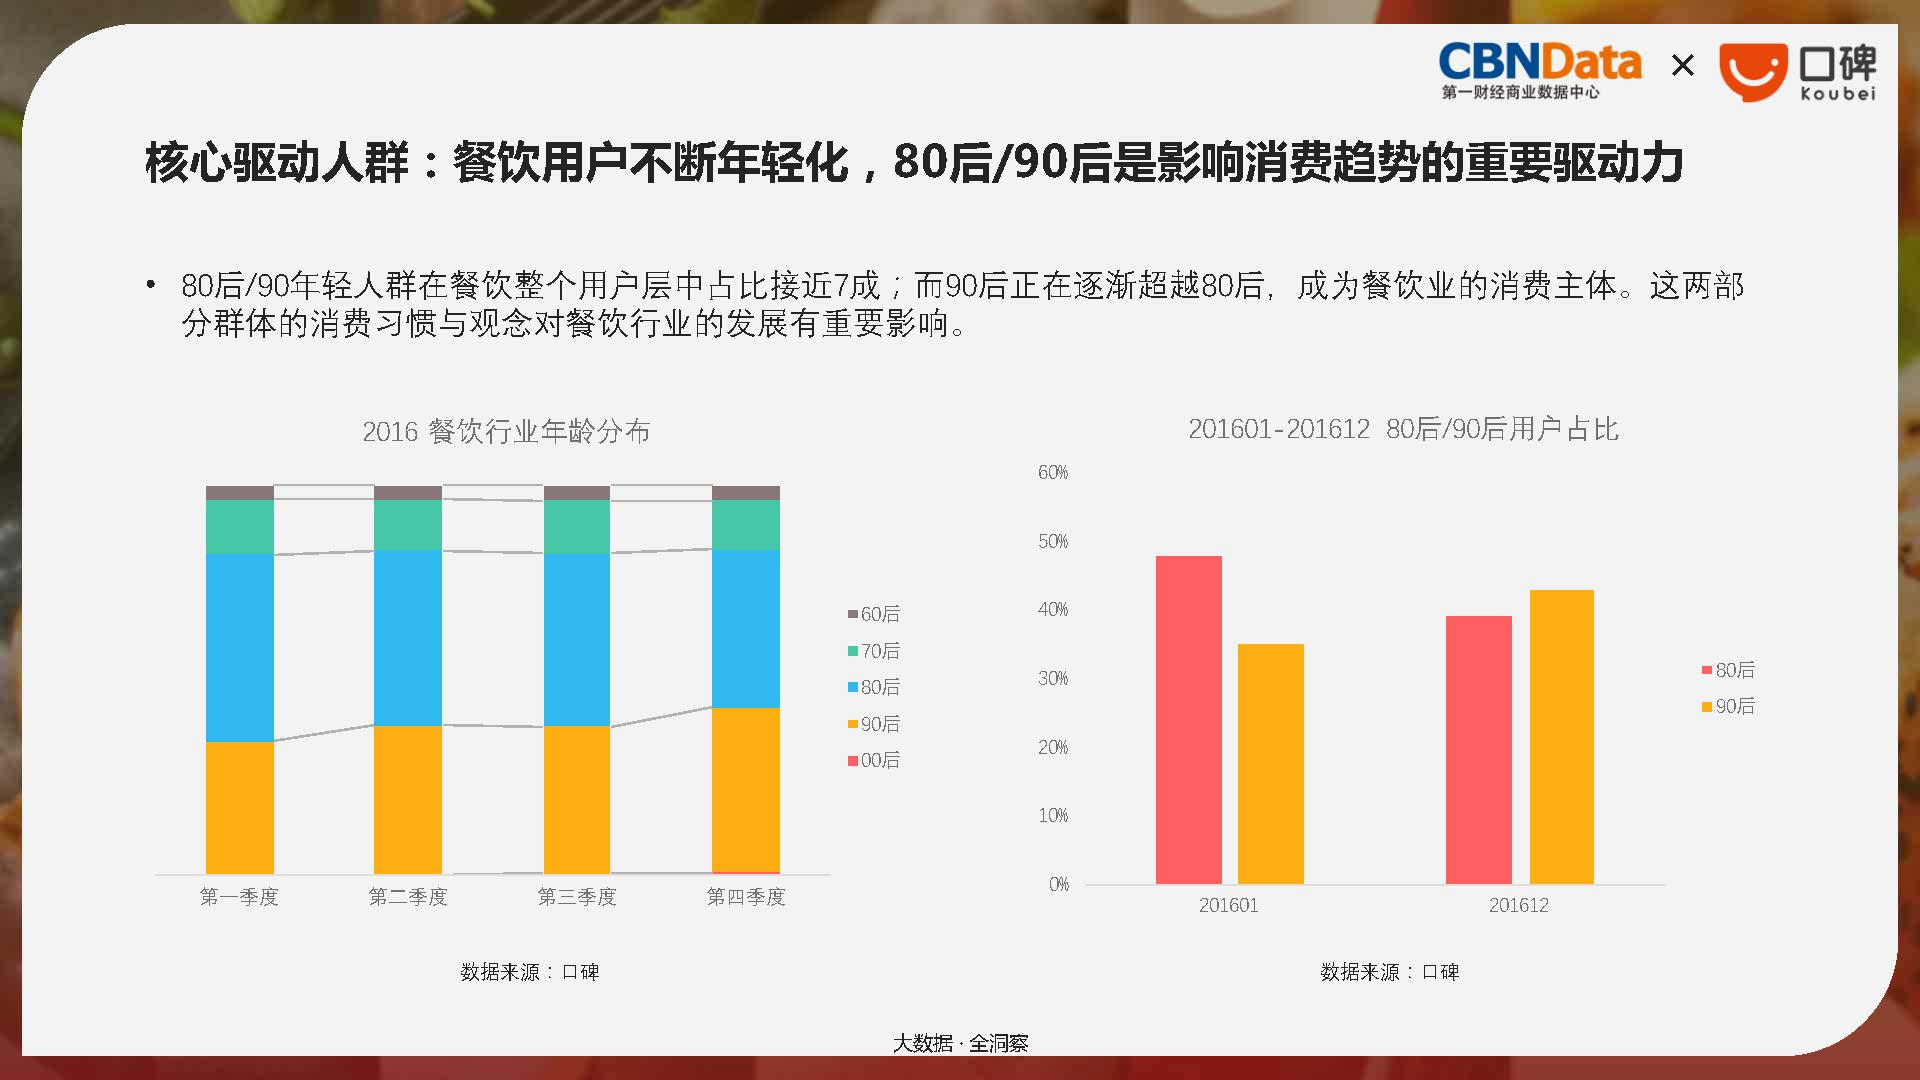 CBNData
第一财经商业数据中心
×
口碑
Koubei
核心驱动人群：餐饮用户不断年轻化，80后/90后是影响消费趋势的重要驱动力
• 80后/90年轻人群在餐饮整个用户层中占比接近7成；而90后正在逐渐超越80后，成为餐饮业的消费主体。这两部
分群体的消费习惯与观念对餐饮行业的发展有重要影响。
2016 餐饮行业年龄分布
60后
70后
80后
90后
00后
第一季度 第二季度 第三季度 第四季度
数据来源：口碑
201601-201612 80后/90后用户占比
60%
50%
40%
30%
20%
10%
0%
80后
90后
201601 201612
数据来源：口碑
大数据·全洞察